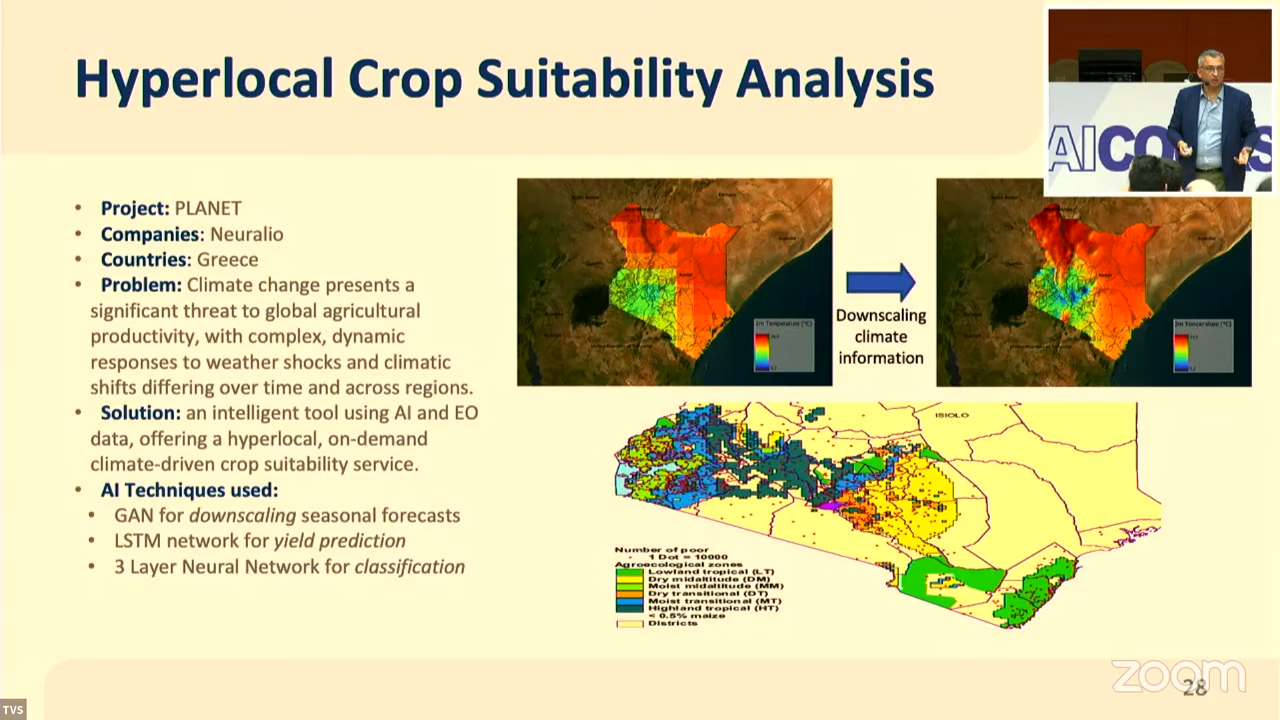 Hyperlocal Crop Suitability Analysis
• Project: PLANET
• Companies: Neuralio
• Countries: Greece
• Problem: Climate change presents a
significant threat to global agricultural
productivity, with complex, dynamic
responses to weather shocks and climatic
shifts differing over time and across regions.
• Solution: an intelligent tool using AI and EO
data, offering a hyperlocal, on-demand
climate-driven crop suitability service.
• AI Techniques used:
• GAN for downscaling seasonal forecasts
• LSTM network for yield prediction
• 3 Layer Neural Network for classification
2m Temperature (°C)
Downscaling
climate
information
2m Temperature (°C)
ISIOLO
Number of poor
1 Dot = 10000
Agroecological zones
Lowland tropical (LT)
Dry midaltitude (DM)
Moist midaltitude (MM)
Dry transitional (DT)
Moist transitional (MT)
Highland tropical (HT)
< 0.5% maize
Districts
AICO
zoom
28
TVS